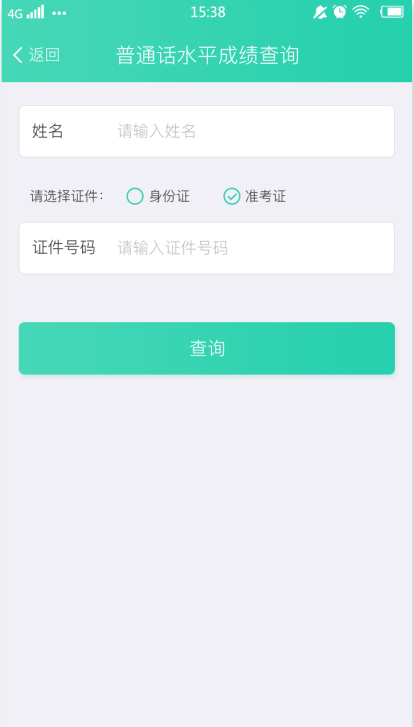 4G 15:38
返回 普通话水平成绩查询
姓名 请输入姓名
请选择证件： 身份证 准考证
证件号码 请输入证件号码
查询